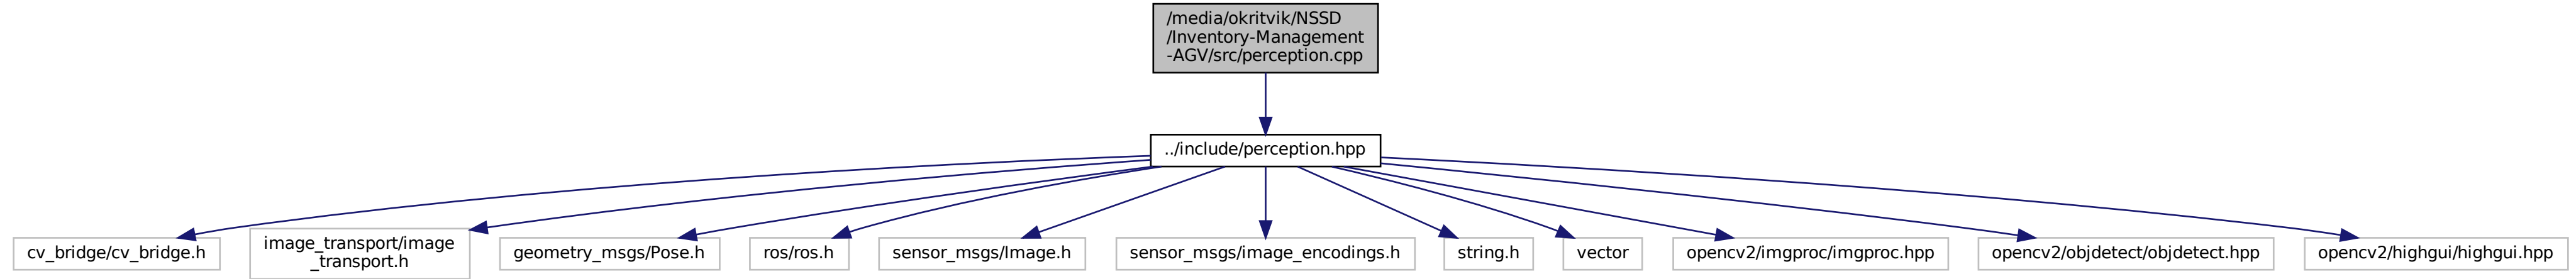 /media/okritvik/NSSD
/Inventory-Management
-AGV/src/perception.cpp
../include/perception.hpp
cv_bridge/cv_bridge.h
image_transport/image
_transport.h
geometry_msgs/Pose.h
ros/ros.h
sensor_msgs/Image.h
sensor_msgs/image_encodings.h
string.h
vector
opencv2/imgproc/imgproc.hpp
opencv2/objdetect/objdetect.hpp
opencv2/highgui/highgui.hpp